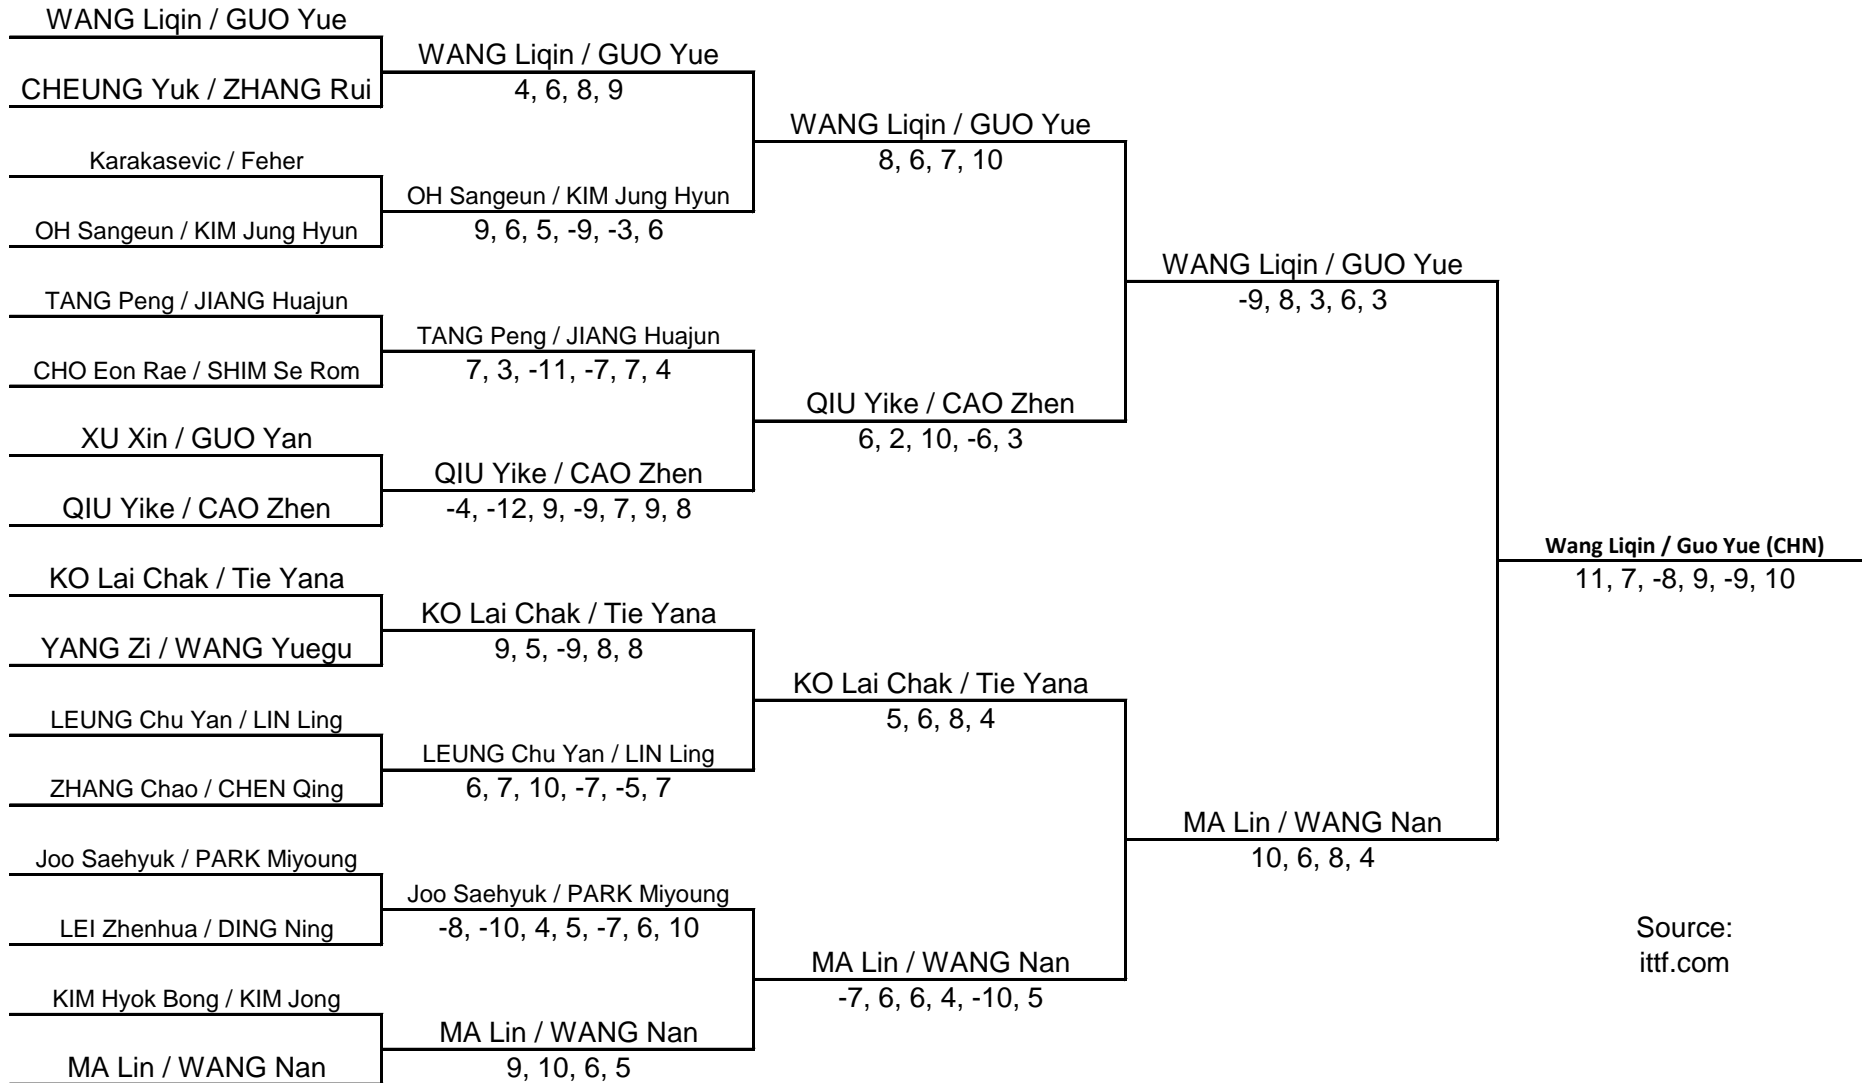 WANG Liqin / GUO Yue
CHEUNG Yuk / ZHANG Rui
Karakasevic / Feher
OH Sangeun / KIM Jung Hyun
TANG Peng / JIANG Huajun
CHO Eon Rae / SHIM Se Rom
XU Xin / GUO Yan
QIU Yike / CAO Zhen
KO Lai Chak / Tie Yana
YANG Zi / WANG Yuegu
LEUNG Chu Yan / LIN Ling
ZHANG Chao / CHEN Qing
Joo Saehyuk / PARK Miyoung
LEI Zhenhua / DING Ning
KIM Hyok Bong / KIM Jong
MA Lin / WANG Nan
WANG Liqin / GUO Yue
4, 6, 8, 9
OH Sangeun / KIM Jung Hyun
9, 6, 5, -9, -3, 6
TANG Peng / JIANG Huajun
7, 3, -11, -7, 7, 4
QIU Yike / CAO Zhen
-4, -12, 9, -9, 7, 9, 8
KO Lai Chak / Tie Yana
9, 5, -9, 8, 8
LEUNG Chu Yan / LIN Ling
6, 7, 10, -7, -5, 7
Joo Saehyuk / PARK Miyoung
-8, -10, 4, 5, -7, 6, 10
MA Lin / WANG Nan
9, 10, 6, 5
WANG Liqin / GUO Yue
8, 6, 7, 10
QIU Yike / CAO Zhen
6, 2, 10, -6, 3
KO Lai Chak / Tie Yana
5, 6, 8, 4
MA Lin / WANG Nan
-7, 6, 6, 4, -10, 5
WANG Liqin / GUO Yue
-9, 8, 3, 6, 3
MA Lin / WANG Nan
10, 6, 8, 4
Wang Liqin / Guo Yue (CHN)
11, 7, -8, 9, -9, 10
Source:
ittf.com